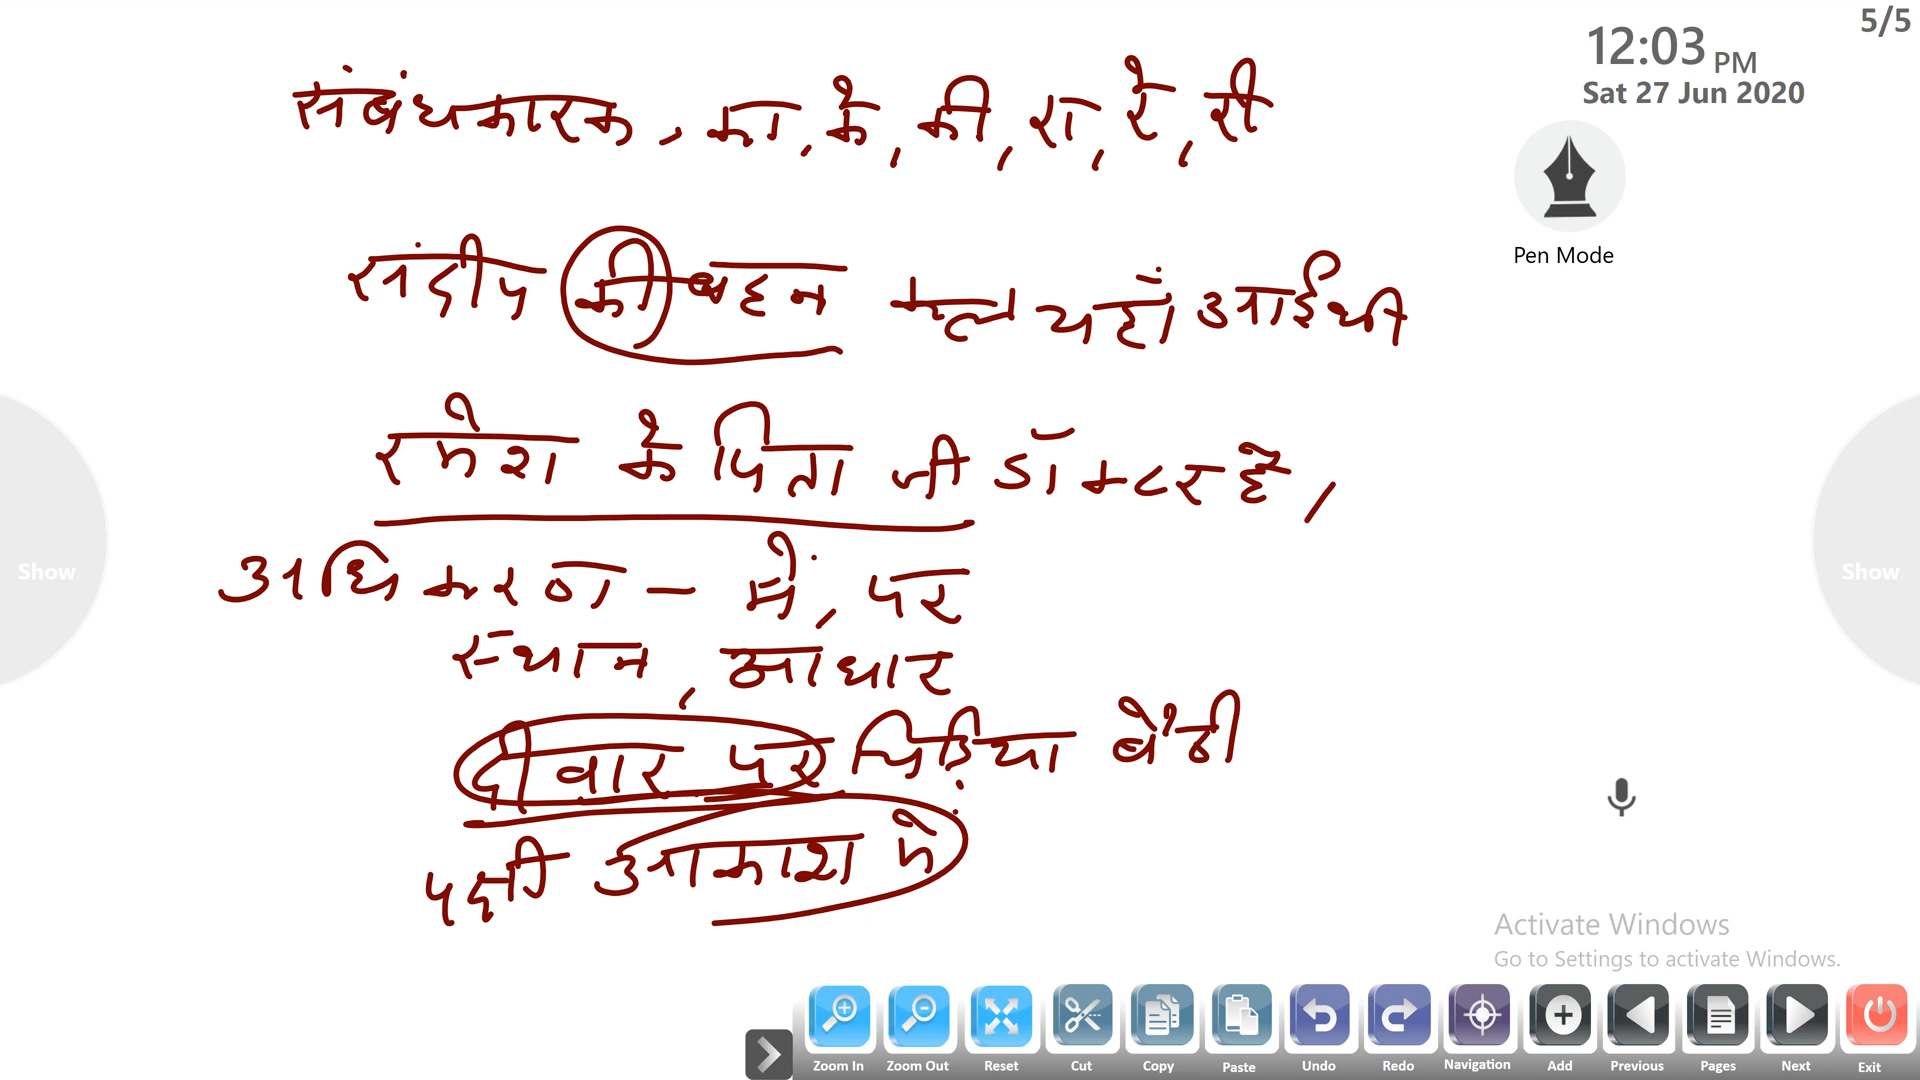 5/5
12:03 PM
Sat 27 Jun 2020
Pen Mode
संबंधकारक, का, के, की, रा, रे, री
संदीप की बहन कल यहाँ आई थी
रमेश के पिता जी डॉक्टर हैं,
अधिकरण - में, पर
स्थान, आधार
दीवार पर चिड़िया बैठी
पक्षी आकाश में
Show
Show
Activate Windows
Go to Settings to activate Windows.
Zoom In Zoom Out Reset Cut Copy Paste Undo Redo Navigation Add Previous Pages Next Exit